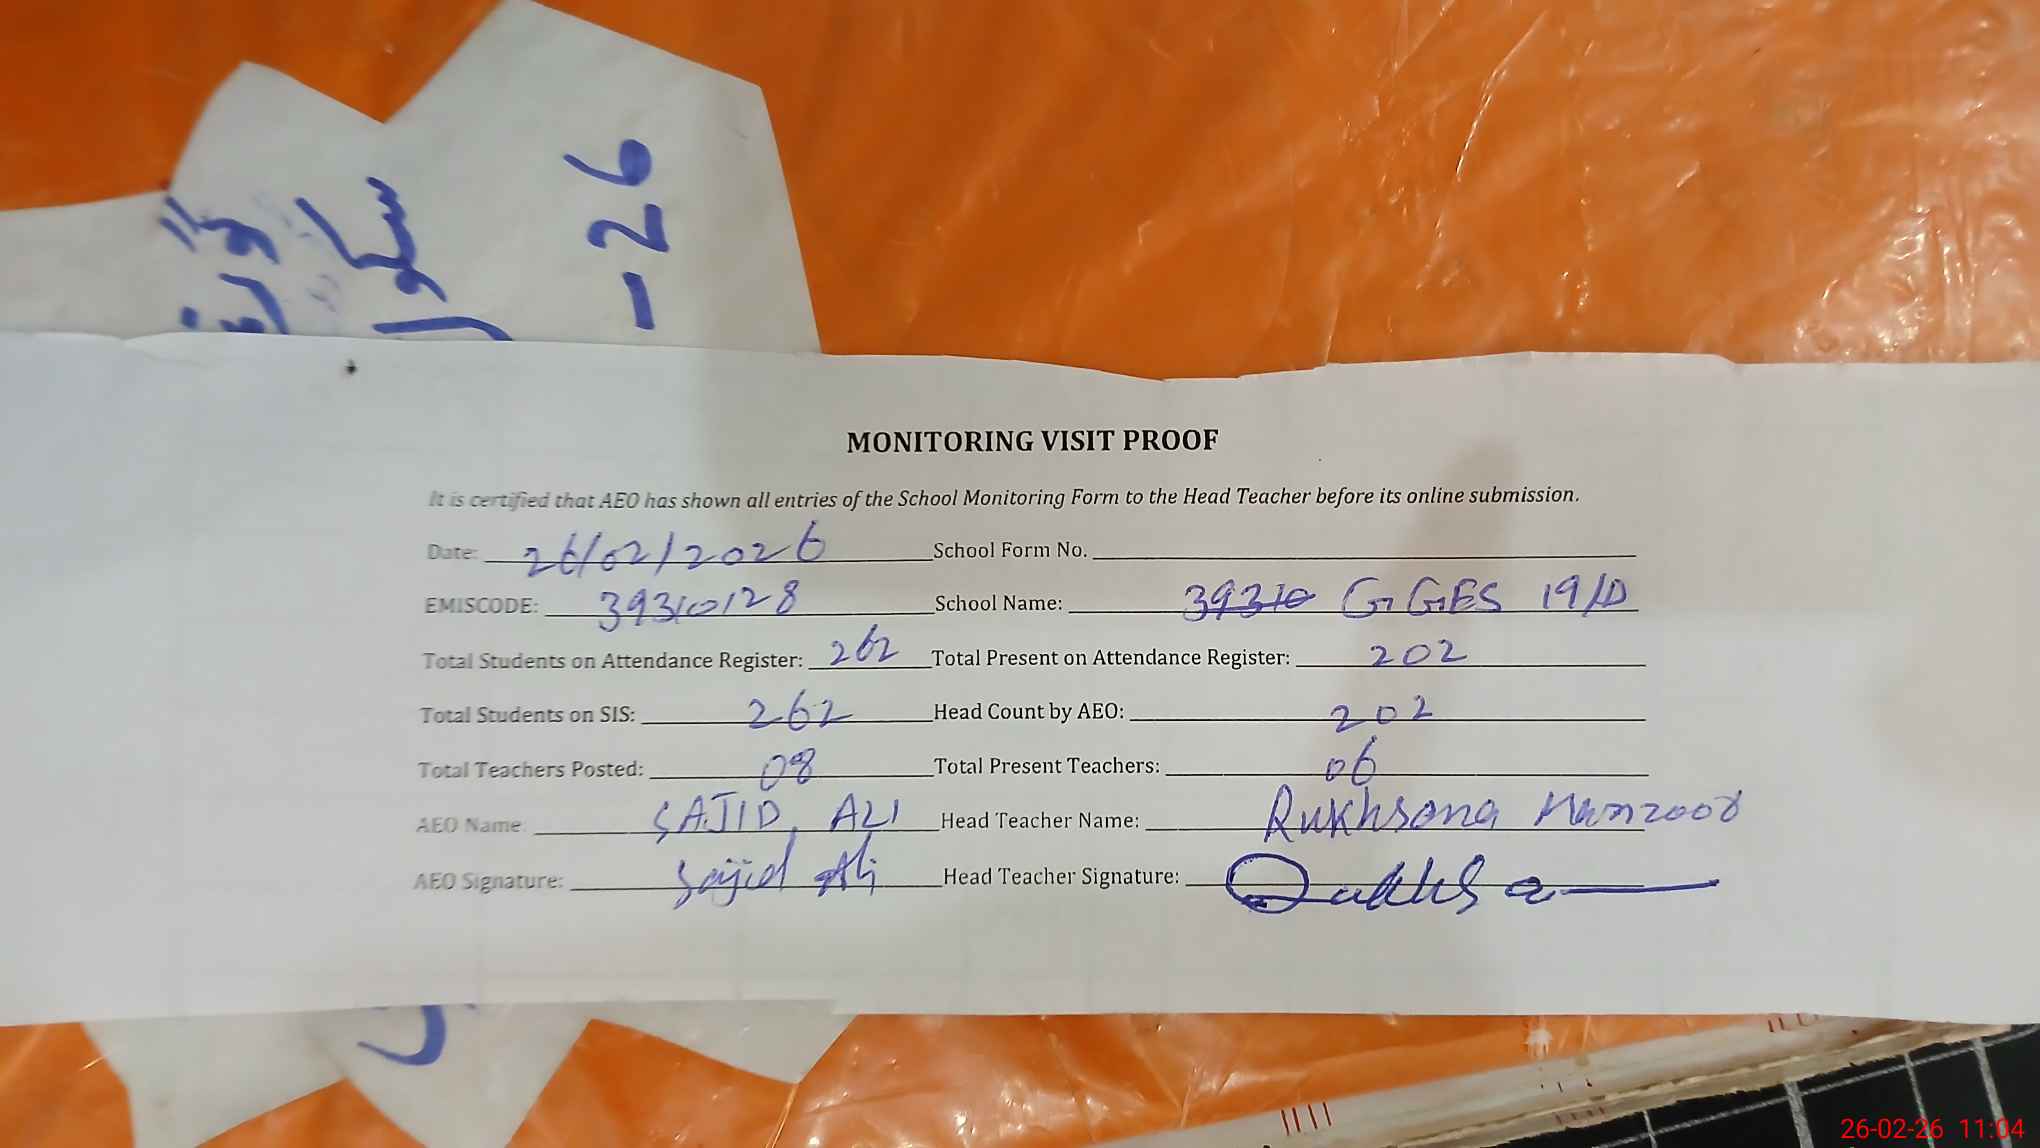 -26
MONITORING VISIT PROOF
It is certified that AEO has shown all entries of the School Monitoring Form to the Head Teacher before its online submission.
Date: 26/02/2026 School Form No.
EMISCODE: 39310128 School Name: 39310 GGES 19/D
Total Students on Attendance Register: 262 Total Present on Attendance Register: 202
Total Students on SIS: 262 Head Count by AEO: 202
Total Teachers Posted: 08 Total Present Teachers: 06
AEO Name: SAJID ALI Head Teacher Name: Rukhsana Manzoor
AEO Signature: Sajid Ali Head Teacher Signature:
26-02-26 11:04